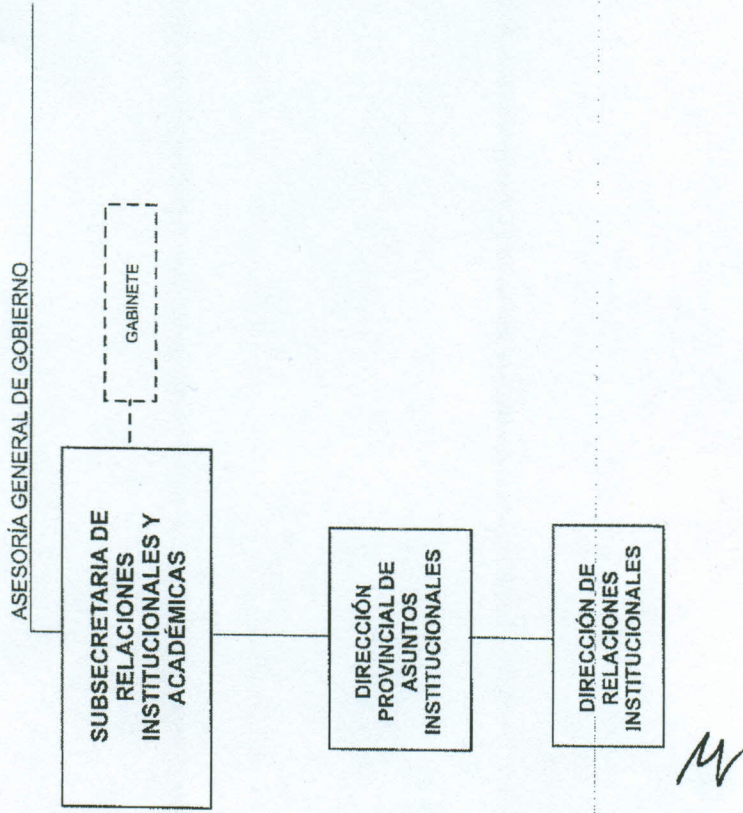 ASESORÍA GENERAL DE GOBIERNO
SUBSECRETARIA DE
RELACIONES
INSTITUCIONALES Y
ACADÉMICAS
GABINETE
DIRECCIÓN
PROVINCIAL DE
ASUNTOS
INSTITUCIONALES
DIRECCIÓN DE
RELACIONES
INSTITUCIONALES